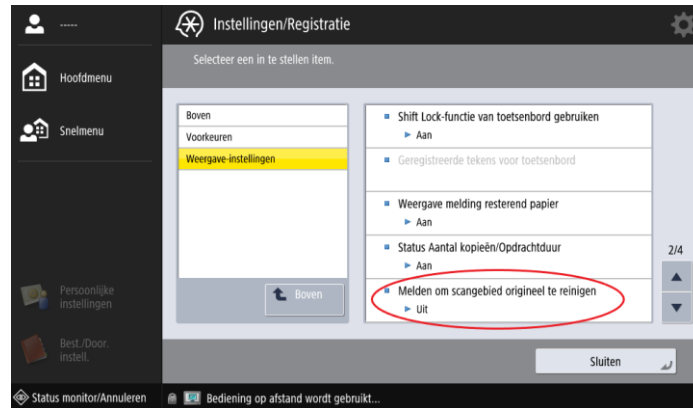 -----
Instellingen/Registratie
Selecteer een in te stellen item.
Hoofdmenu
Snelmenu
Persoonlijke
instellingen
Best./Door.
instell.
Boven
Voorkeuren
Weergave-instellingen
Boven
Shift Lock-functie van toetsenbord gebruiken
Aan
Geregistreerde tekens voor toetsenbord
Weergave melding resterend papier
Aan
Status Aantal kopieën/Opdrachtduur
Aan
Melden om scangebied origineel te reinigen
Uit
2/4
Sluiten
Status monitor/Annuleren
Bediening op afstand wordt gebruikt...